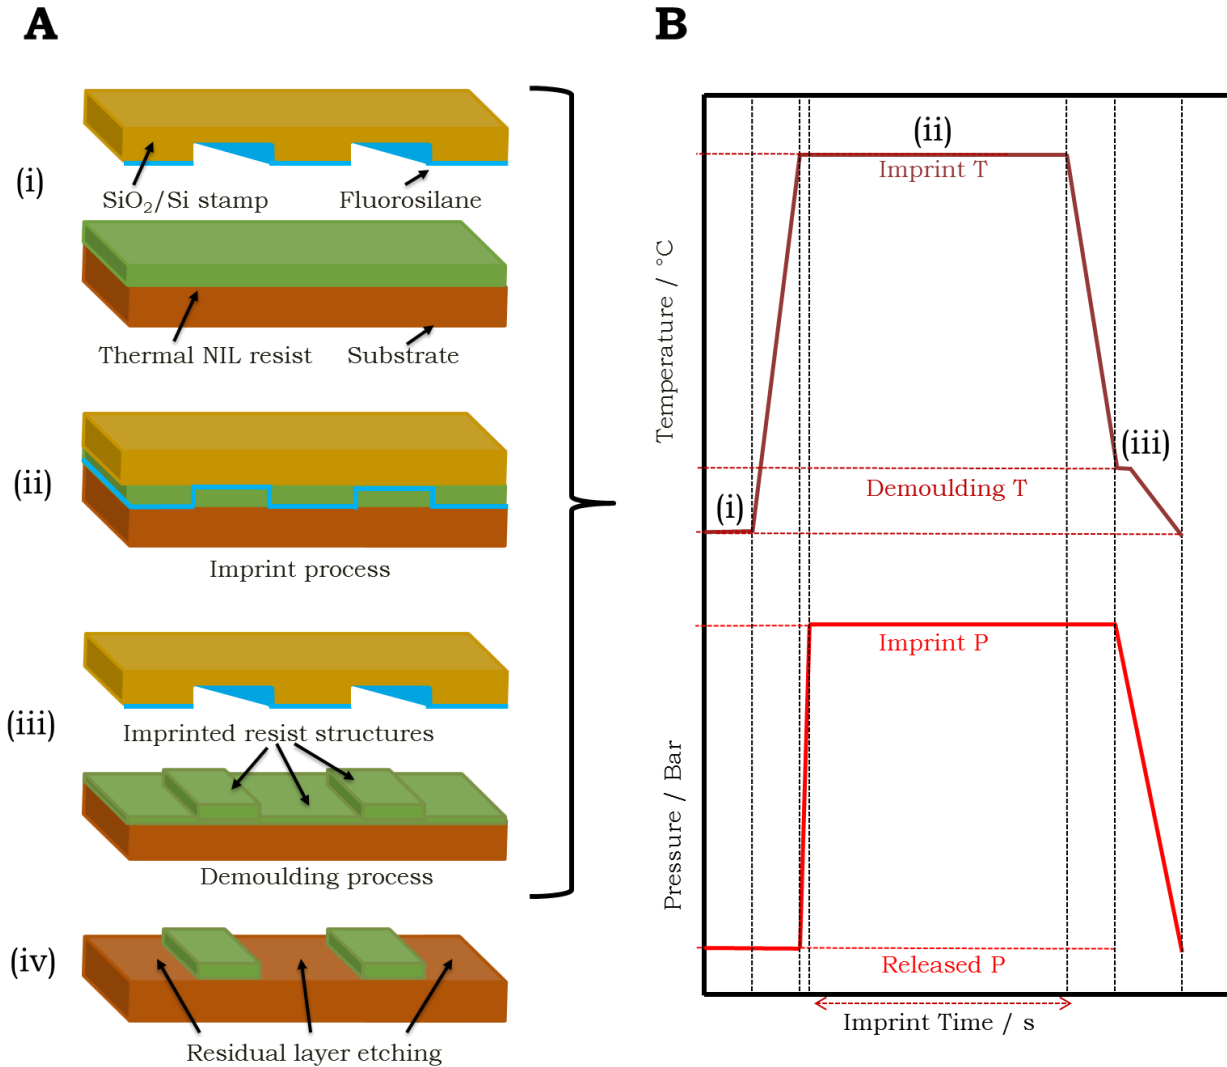 A
(i)
SiO₂/Si stamp
Fluorosilane
Thermal NIL resist
Substrate
(ii)
Imprint process
(iii)
Imprinted resist structures
Demoulding process
(iv)
Residual layer etching
B
Temperature / °C
(ii)
Imprint T
(iii)
Demoulding T
(i)
Pressure / Bar
Imprint P
Released P
Imprint Time / s